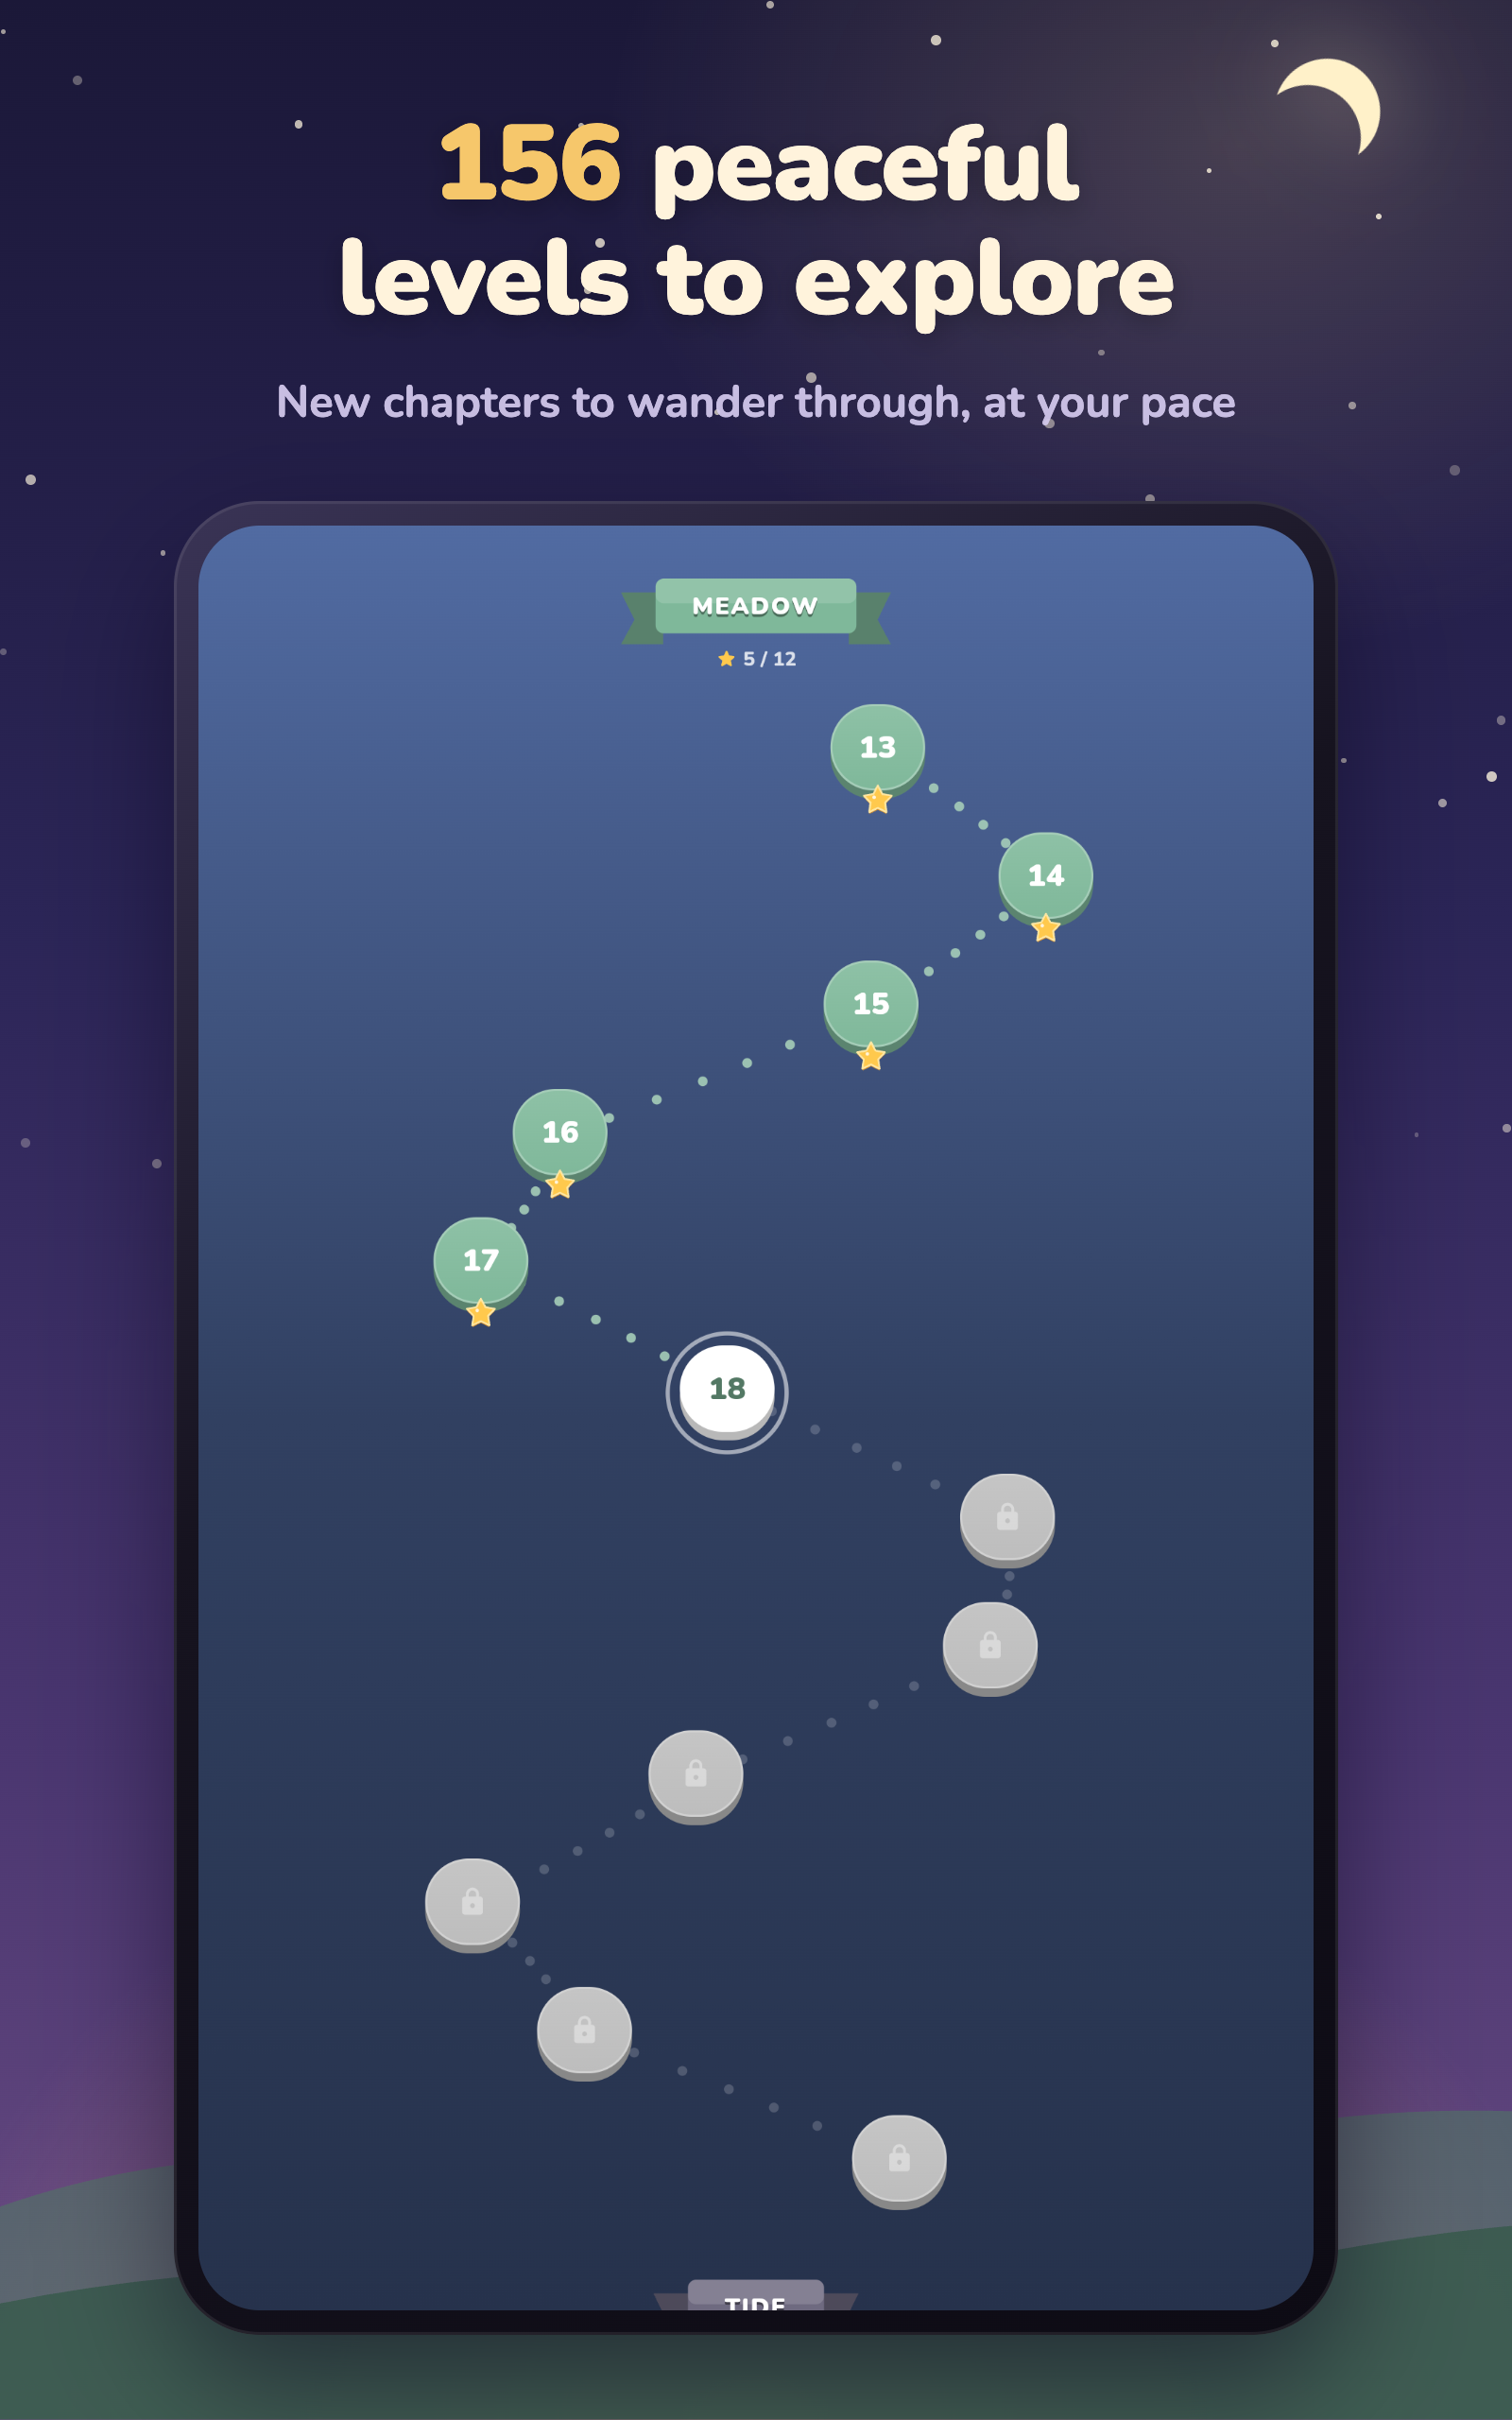 156 peaceful
levels to explore
New chapters to wander through, at your pace
MEADOW
5 / 12
13
14
15
16
17
18
TIDE